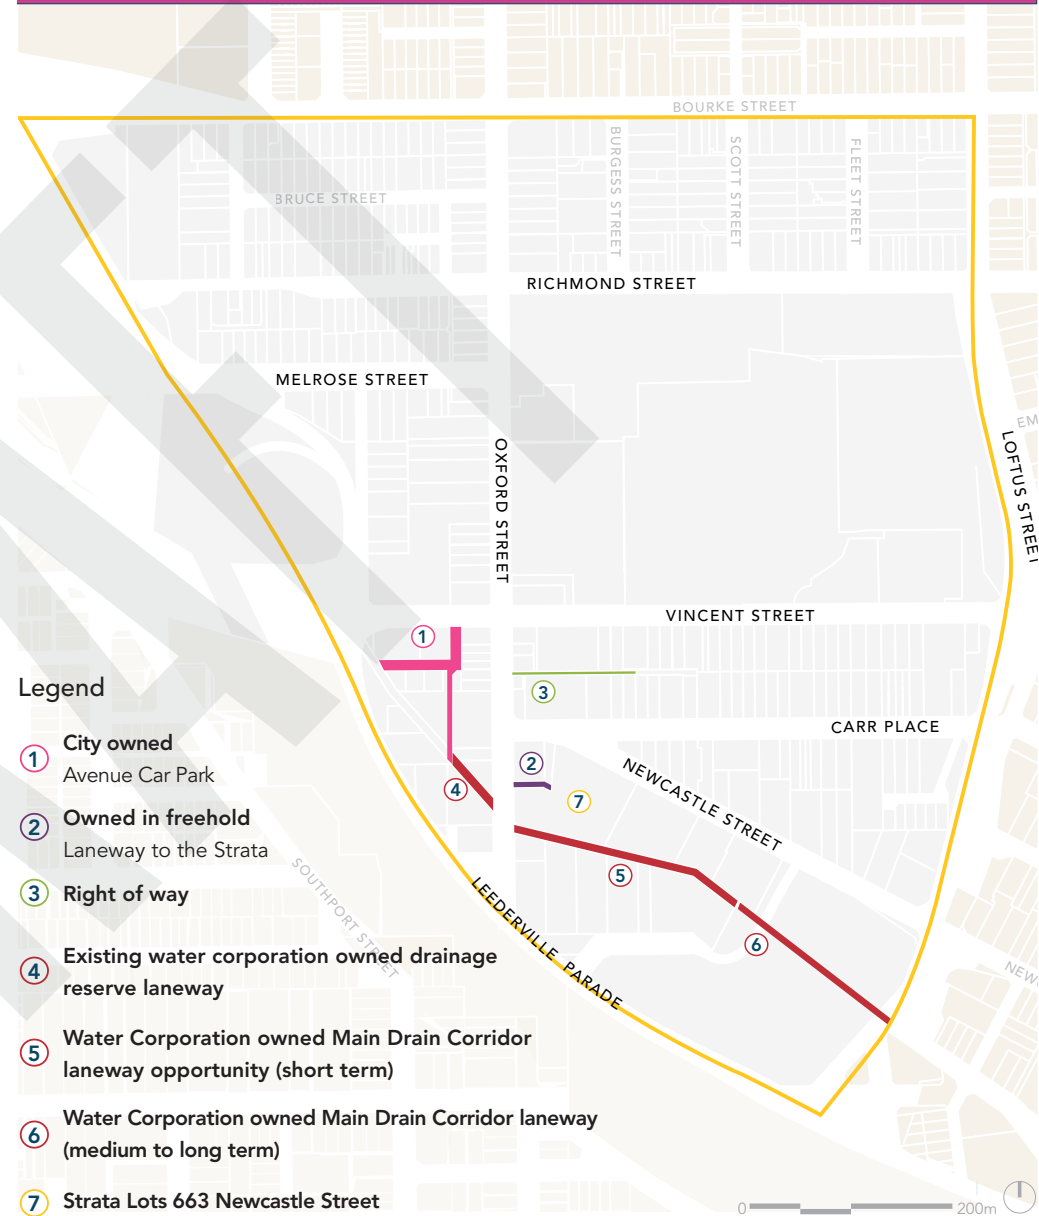 BOURKE STREET
BURGESS STREET
SCOTT STREET
FLEET STREET
BRUCE STREET
RICHMOND STREET
MELROSE STREET
OXFORD STREET
EM
LOFTUS STREET
VINCENT STREET
1
3
CARR PLACE
2
NEWCASTLE STREET
4
7
5
6
LEEDERVILLE PARADE
SOUTHPORT STREET
NEWC
Legend
1 City owned
Avenue Car Park
2 Owned in freehold
Laneway to the Strata
3 Right of way
4 Existing water corporation owned drainage
reserve laneway
5 Water Corporation owned Main Drain Corridor
laneway opportunity (short term)
6 Water Corporation owned Main Drain Corridor laneway
(medium to long term)
7 Strata Lots 663 Newcastle Street
0 200m